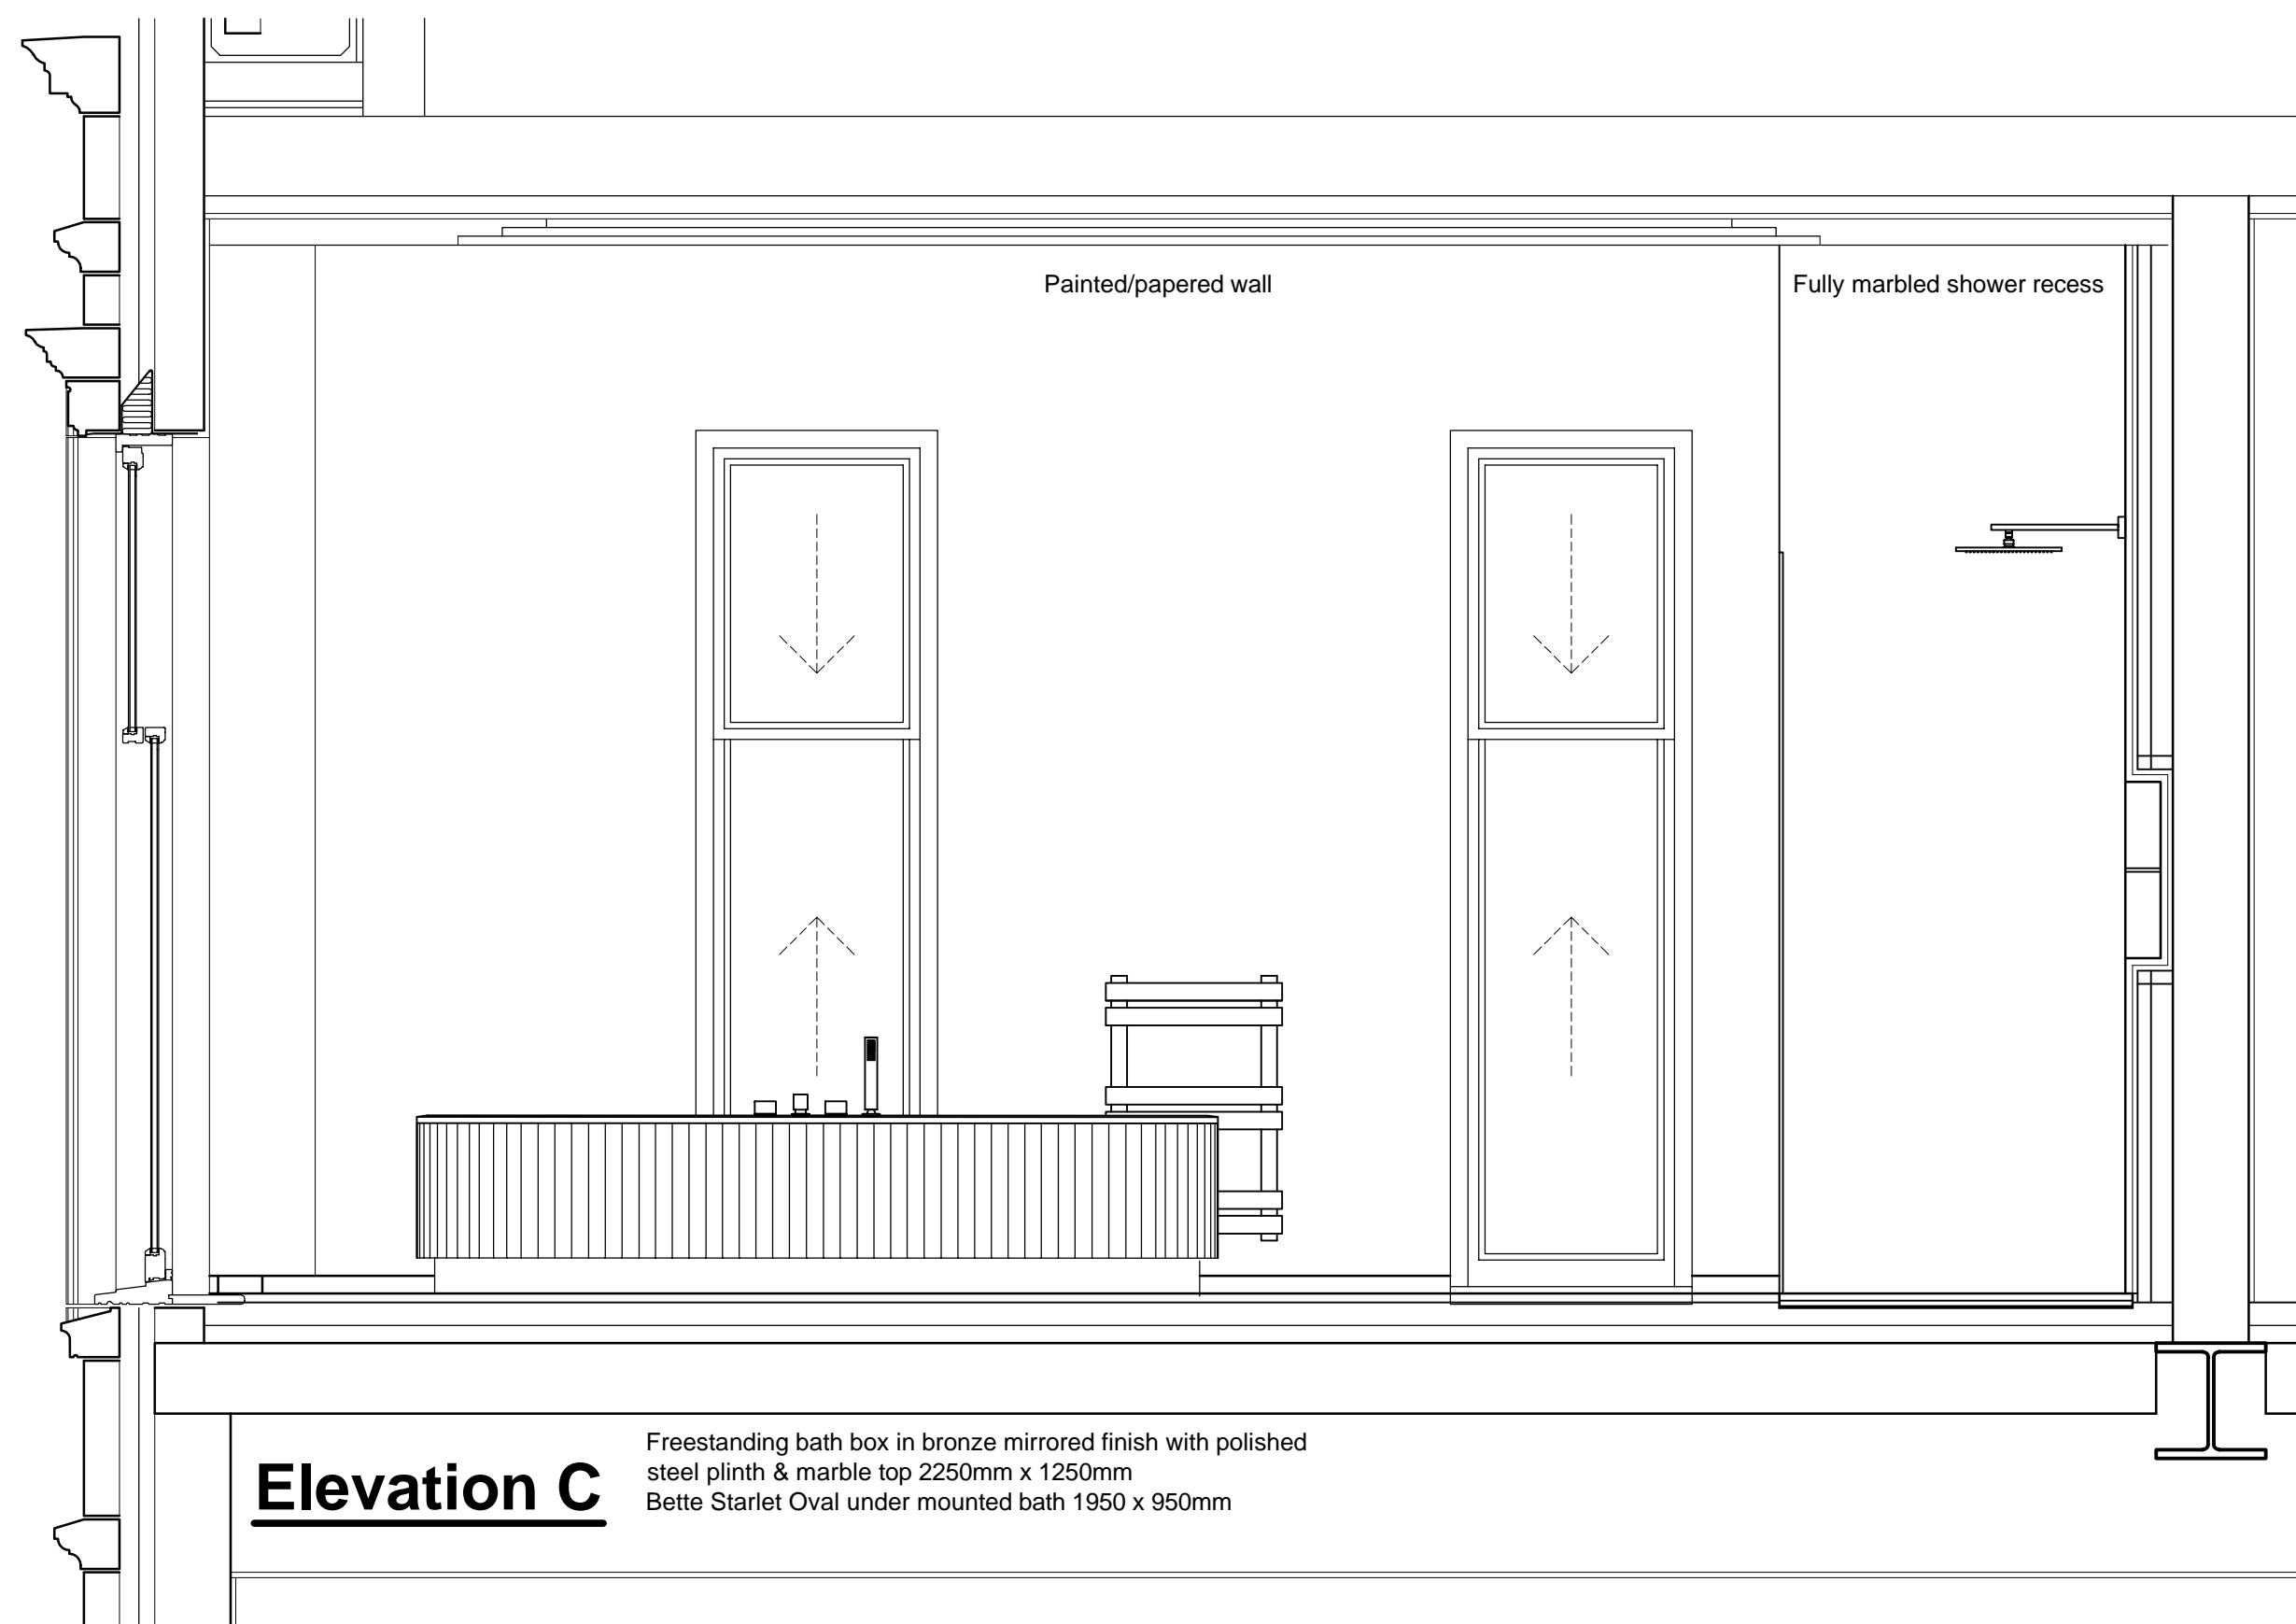 Painted/papered wall
Fully marbled shower recess
Elevation C
Freestanding bath box in bronze mirrored finish with polished
steel plinth & marble top 2250mm x 1250mm
Bette Starlet Oval under mounted bath 1950 x 950mm